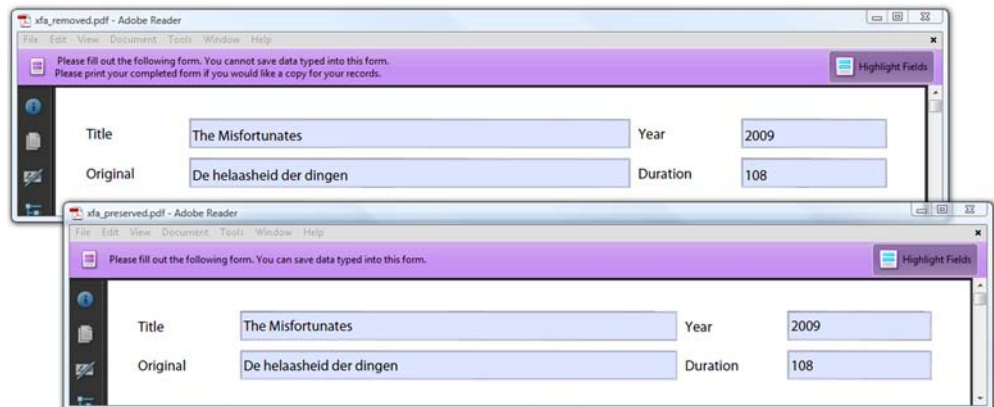 xfa_removed.pdf - Adobe Reader
File Edit View Document Tools Window Help
Please fill out the following form. You cannot save data typed into this form.
Please print your completed form if you would like a copy for your records.
Highlight Fields
Title The Misfortunates Year 2009
Original De helaasheid der dingen Duration 108
xfa_preserved.pdf - Adobe Reader
File Edit View Document Tools Window Help
Please fill out the following form. You can save data typed into this form.
Highlight Fields
Title The Misfortunates Year 2009
Original De helaasheid der dingen Duration 108